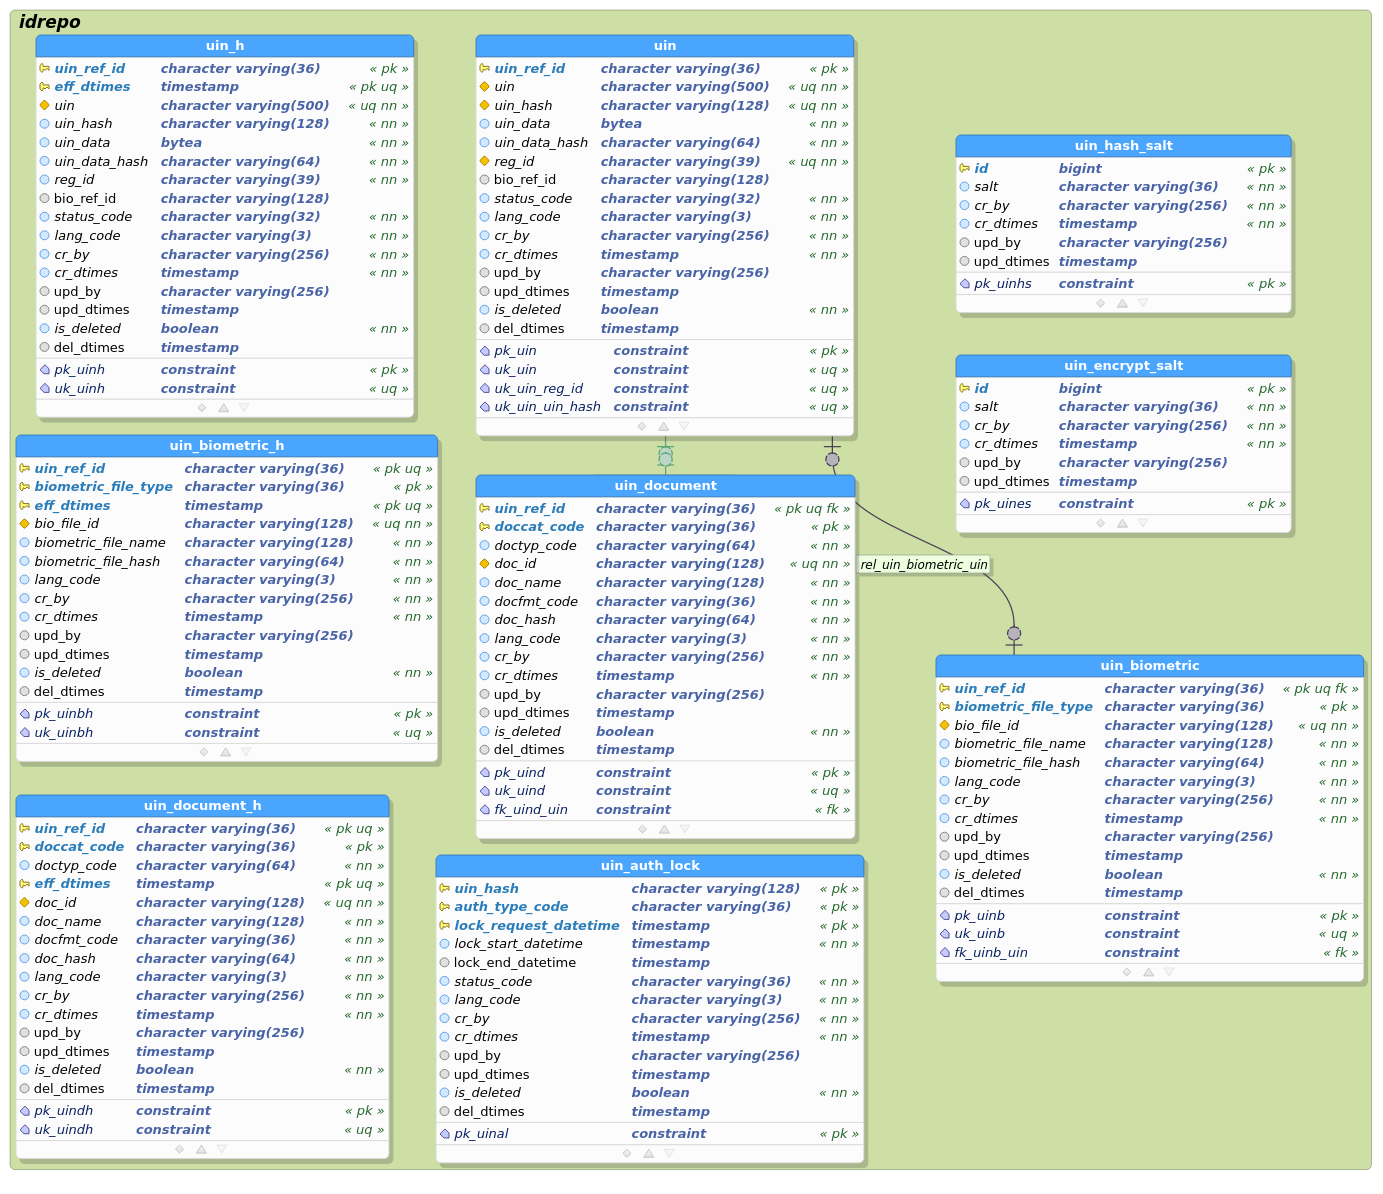 idrepo
uin_h
uin_ref_id character varying(36) « pk »
eff_dtimes timestamp « pk uq »
uin character varying(500) « uq nn »
uin_hash character varying(128) « nn »
uin_data bytea « nn »
uin_data_hash character varying(64) « nn »
reg_id character varying(39) « nn »
bio_ref_id character varying(128)
status_code character varying(32) « nn »
lang_code character varying(3) « nn »
cr_by character varying(256) « nn »
cr_dtimes timestamp « nn »
upd_by character varying(256)
upd_dtimes timestamp
is_deleted boolean « nn »
del_dtimes timestamp
pk_uinh constraint « pk »
uk_uinh constraint « uq »
uin
uin_ref_id character varying(36) « pk »
uin character varying(500) « uq nn »
uin_hash character varying(128) « uq nn »
uin_data bytea « nn »
uin_data_hash character varying(64) « nn »
reg_id character varying(39) « uq nn »
bio_ref_id character varying(128)
status_code character varying(32) « nn »
lang_code character varying(3) « nn »
cr_by character varying(256) « nn »
cr_dtimes timestamp « nn »
upd_by character varying(256)
upd_dtimes timestamp
is_deleted boolean « nn »
del_dtimes timestamp
pk_uin constraint « pk »
uk_uin constraint « uq »
uk_uin_reg_id constraint « uq »
uk_uin_uin_hash constraint « uq »
uin_hash_salt
id bigint « pk »
salt character varying(36) « nn »
cr_by character varying(256) « nn »
cr_dtimes timestamp « nn »
upd_by character varying(256)
upd_dtimes timestamp
pk_uinhs constraint « pk »
uin_encrypt_salt
id bigint « pk »
salt character varying(36) « nn »
cr_by character varying(256) « nn »
cr_dtimes timestamp « nn »
upd_by character varying(256)
upd_dtimes timestamp
pk_uines constraint « pk »
uin_biometric_h
uin_ref_id character varying(36) « pk uq »
biometric_file_type character varying(36) « pk »
eff_dtimes timestamp « pk uq »
bio_file_id character varying(128) « uq nn »
biometric_file_name character varying(128) « nn »
biometric_file_hash character varying(64) « nn »
lang_code character varying(3) « nn »
cr_by character varying(256) « nn »
cr_dtimes timestamp « nn »
upd_by character varying(256)
upd_dtimes timestamp
is_deleted boolean « nn »
del_dtimes timestamp
pk_uinbh constraint « pk »
uk_uinbh constraint « uq »
uin_document
uin_ref_id character varying(36) « pk uq fk »
doccat_code character varying(36) « pk »
doctyp_code character varying(64) « nn »
doc_id character varying(128) « uq nn »
doc_name character varying(128) « nn »
docfmt_code character varying(36) « nn »
doc_hash character varying(64) « nn »
lang_code character varying(3) « nn »
cr_by character varying(256) « nn »
cr_dtimes timestamp « nn »
upd_by character varying(256)
upd_dtimes timestamp
is_deleted boolean « nn »
del_dtimes timestamp
pk_uind constraint « pk »
uk_uind constraint « uq »
fk_uind_uin constraint « fk »
rel_uin_biometric_uin
uin_biometric
uin_ref_id character varying(36) « pk uq fk »
biometric_file_type character varying(36) « pk »
bio_file_id character varying(128) « uq nn »
biometric_file_name character varying(128) « nn »
biometric_file_hash character varying(64) « nn »
lang_code character varying(3) « nn »
cr_by character varying(256) « nn »
cr_dtimes timestamp « nn »
upd_by character varying(256)
upd_dtimes timestamp
is_deleted boolean « nn »
del_dtimes timestamp
pk_uinb constraint « pk »
uk_uinb constraint « uq »
fk_uinb_uin constraint « fk »
uin_document_h
uin_ref_id character varying(36) « pk uq »
doccat_code character varying(36) « pk »
doctyp_code character varying(64) « nn »
eff_dtimes timestamp « pk uq »
doc_id character varying(128) « uq nn »
doc_name character varying(128) « nn »
docfmt_code character varying(36) « nn »
doc_hash character varying(64) « nn »
lang_code character varying(3) « nn »
cr_by character varying(256) « nn »
cr_dtimes timestamp « nn »
upd_by character varying(256)
upd_dtimes timestamp
is_deleted boolean « nn »
del_dtimes timestamp
pk_uindh constraint « pk »
uk_uindh constraint « uq »
uin_auth_lock
uin_hash character varying(128) « pk »
auth_type_code character varying(36) « pk »
lock_request_datetime timestamp « pk »
lock_start_datetime timestamp « nn »
lock_end_datetime timestamp
status_code character varying(36) « nn »
lang_code character varying(3) « nn »
cr_by character varying(256) « nn »
cr_dtimes timestamp « nn »
upd_by character varying(256)
upd_dtimes timestamp
is_deleted boolean « nn »
del_dtimes timestamp
pk_uinal constraint « pk »